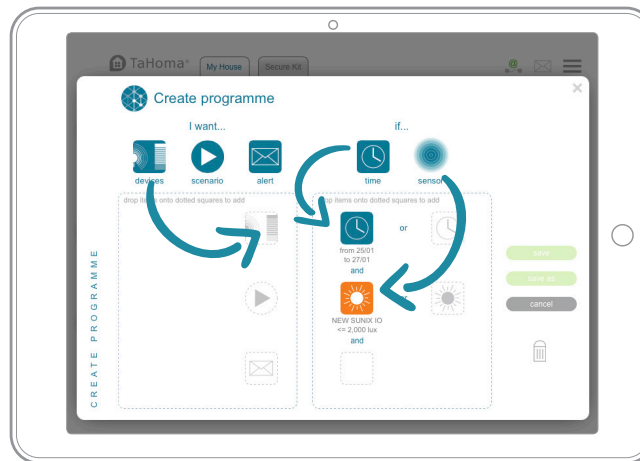 TaHoma®
My House
Secure Kit
@
Create programme
I want...
if...
devices
scenario
alert
time
sensor
drop items onto dotted squares to add
drop items onto dotted squares to add
or
from 25/01
to 27/01
and
or
NEW SUNIX IO
<= 2,000 lux
and
save
save as
cancel
CREATE PROGRAMME